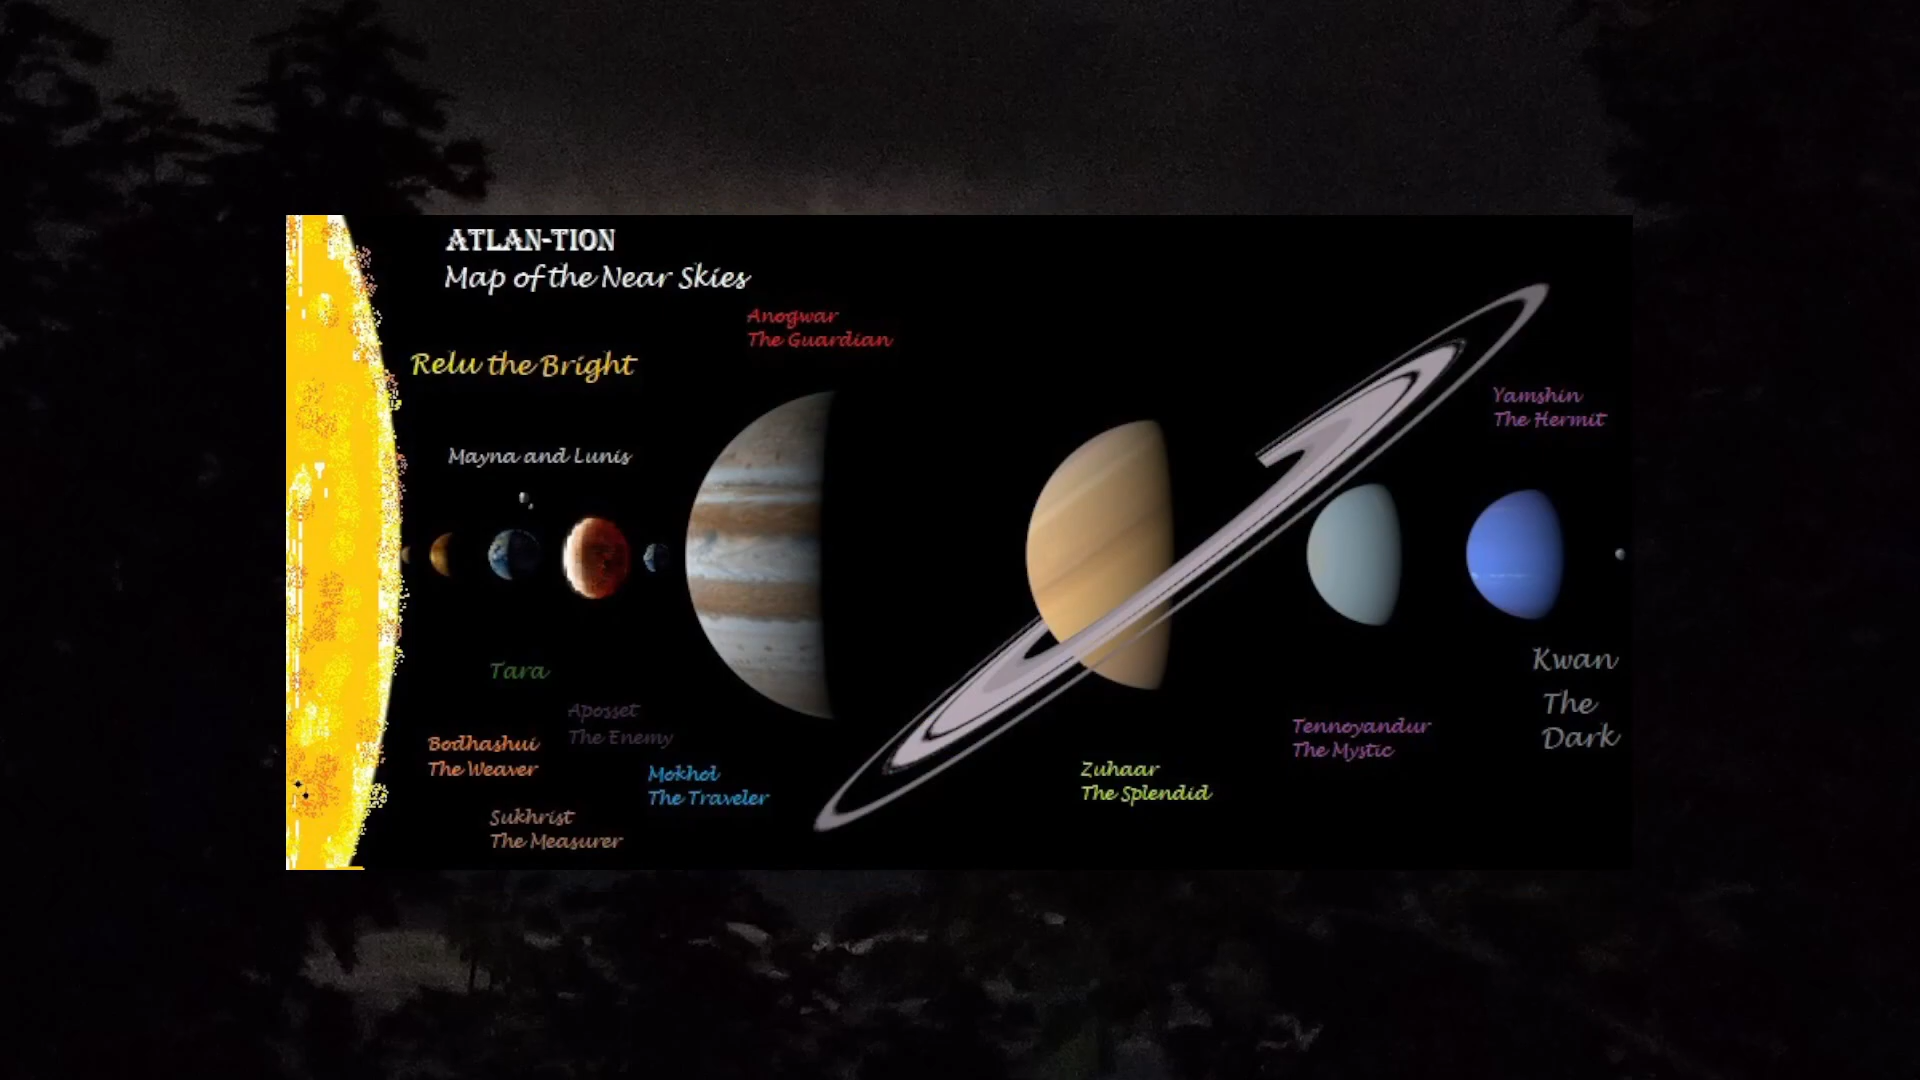 ATLAN-TION
Map of the Near Skies
Anogwar
The Guardian
Relu the Bright
Yamshin
The Hermit
Mayna and Lunis
Tara
Kwan
The
Dark
Aposset
The Enemy
Bodhashui
The Weaver
Mokhol
The Traveler
Tennoyandur
The Mystic
Zuhaar
The Splendid
Sukhrist
The Measurer